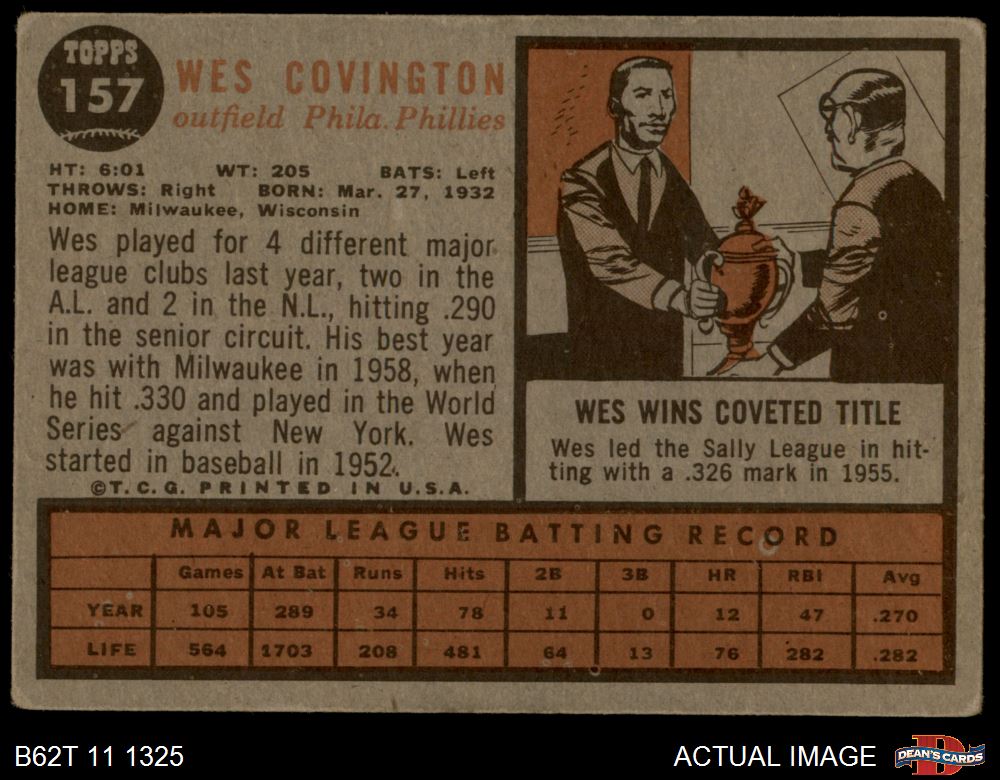 TOPPS
157
WES COVINGTON
outfield Phila. Phillies
HT: 6:01 WT: 205 BATS: Left
THROWS: Right BORN: Mar. 27, 1932
HOME: Milwaukee, Wisconsin
Wes played for 4 different major
league clubs last year, two in the
A.L. and 2 in the N.L., hitting .290
in the senior circuit. His best year
was with Milwaukee in 1958, when
he hit .330 and played in the World
Series against New York. Wes
started in baseball in 1952.
©T.C.G. PRINTED IN U.S.A.
WES WINS COVETED TITLE
Wes led the Sally League in hit-
ting with a .326 mark in 1955.
MAJOR LEAGUE BATTING RECORD
Games At Bat Runs Hits 2B 3B HR RBI Avg
YEAR 105 289 34 78 11 0 12 47 .270
LIFE 564 1703 208 481 64 13 76 282 .282
B62T 11 1325
ACTUAL IMAGE
DEAN'S CARDS